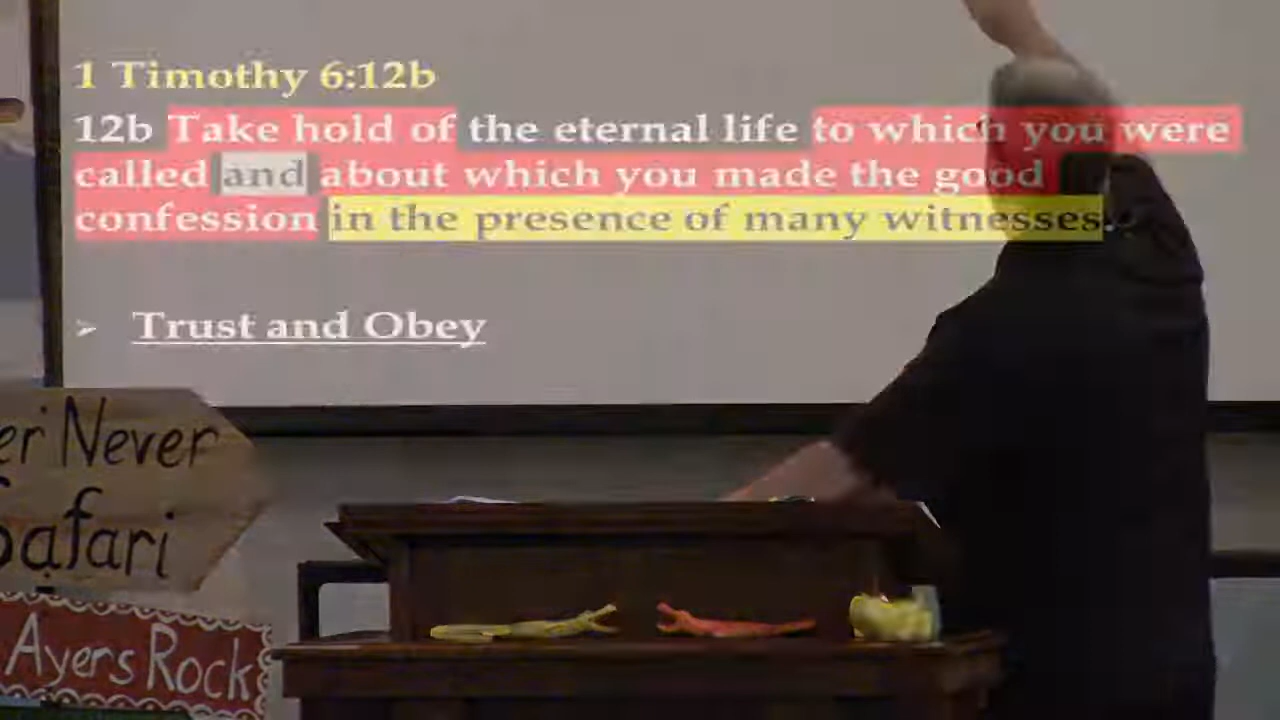 1 Timothy 6:12b
12b Take hold of the eternal life to which you were
called and about which you made the good
confession in the presence of many witnesses.
➢ Trust and Obey
er Never
Safari
Ayers Rock